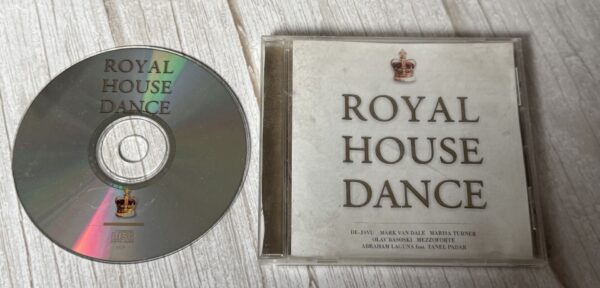 ROYAL
HOUSE
DANCE
ROYAL
HOUSE
DANCE
DE-JAVU MARK VAN DALE MARISA TURNER
OLAV BASOSKI MEZZOFORTE
ABRAHAM LAGUNA feat. TANEL PADAR